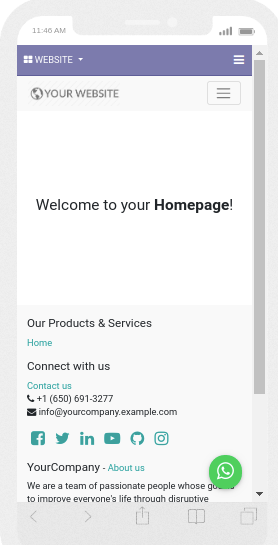 11:46 AM
WEBSITE
YOUR WEBSITE
Welcome to your Homepage!
Our Products & Services
Home
Connect with us
Contact us
+1 (650) 691-3277
info@yourcompany.example.com
YourCompany - About us
We are a team of passionate people whose
to improve everyone's life through disruptive